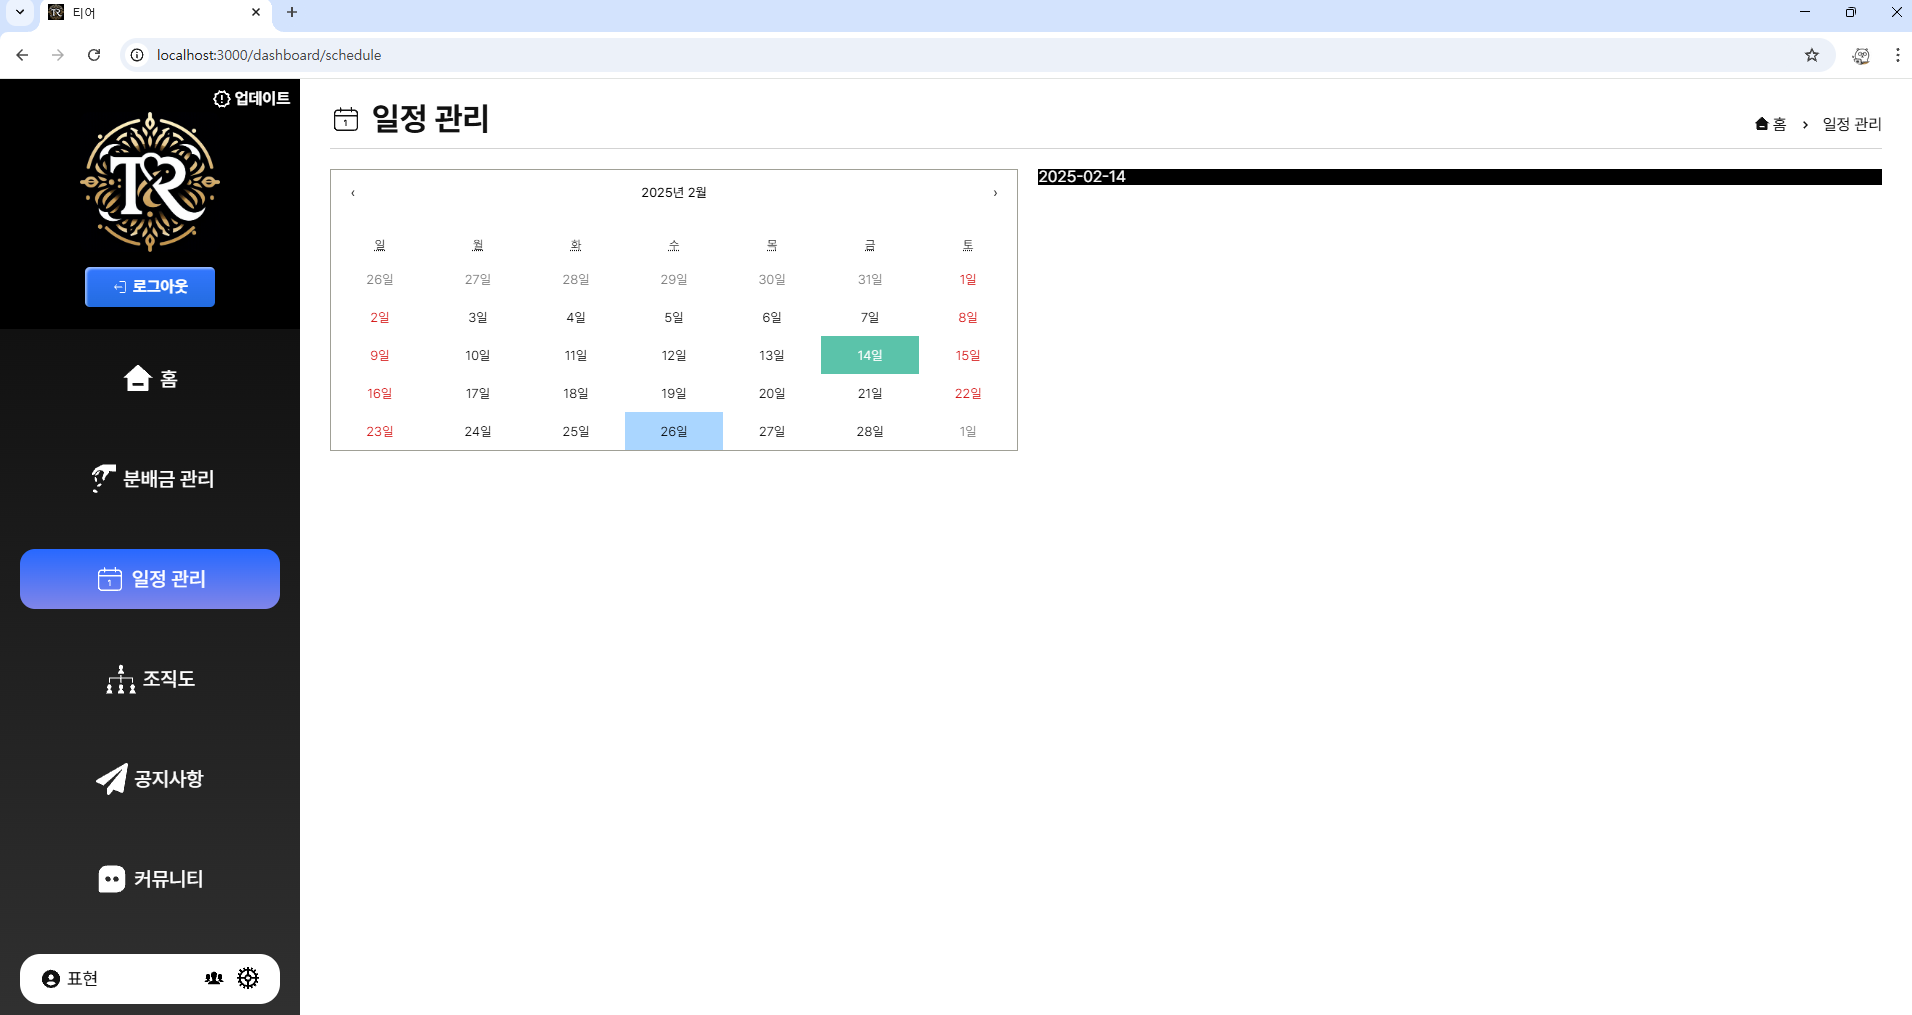 티어
localhost:3000/dashboard/schedule
업데이트
TR
로그아웃
홈
분배금 관리
1 일정 관리
조직도
공지사항
커뮤니티
표현
1 일정 관리
홈 › 일정 관리
‹ 2025년 2월 ›
일 월 화 수 목 금 토
26일 27일 28일 29일 30일 31일 1일
2일 3일 4일 5일 6일 7일 8일
9일 10일 11일 12일 13일 14일 15일
16일 17일 18일 19일 20일 21일 22일
23일 24일 25일 26일 27일 28일 1일
2025-02-14